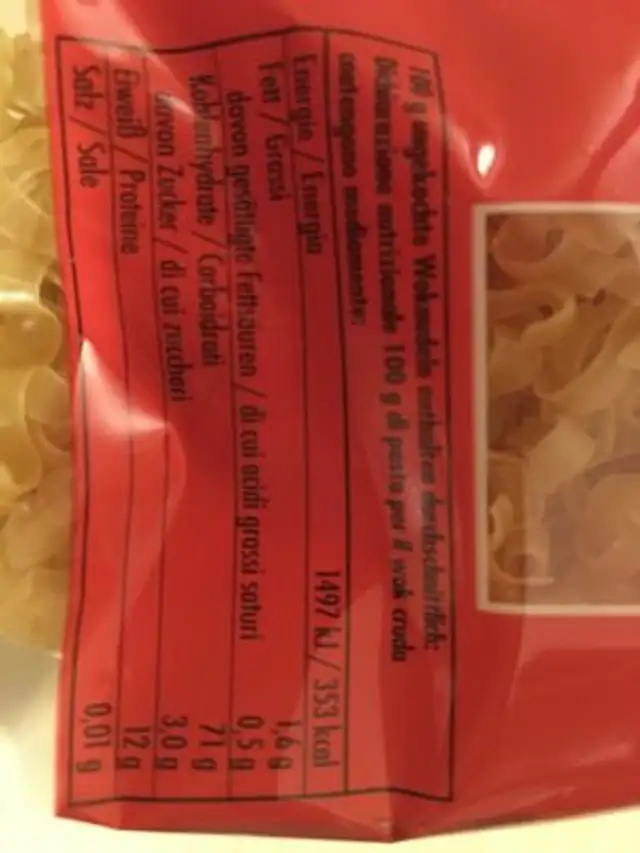 100 g ungekochte Woknudeln enthalten durchschnittlich:
Dichiarazione nutrizionale 100 g di pasta per il wok cruda
contengono mediamente:
Energie / Energia 1497 kJ / 353 kcal
Fett / Grassi 1,6 g
davon gesättigte Fettsäuren / di cui acidi grassi saturi 0,5 g
Kohlenhydrate / Carboidrati 71 g
davon Zucker / di cui zuccheri 3,0 g
Eiweiß / Proteine 12 g
Salz / Sale 0,01 g